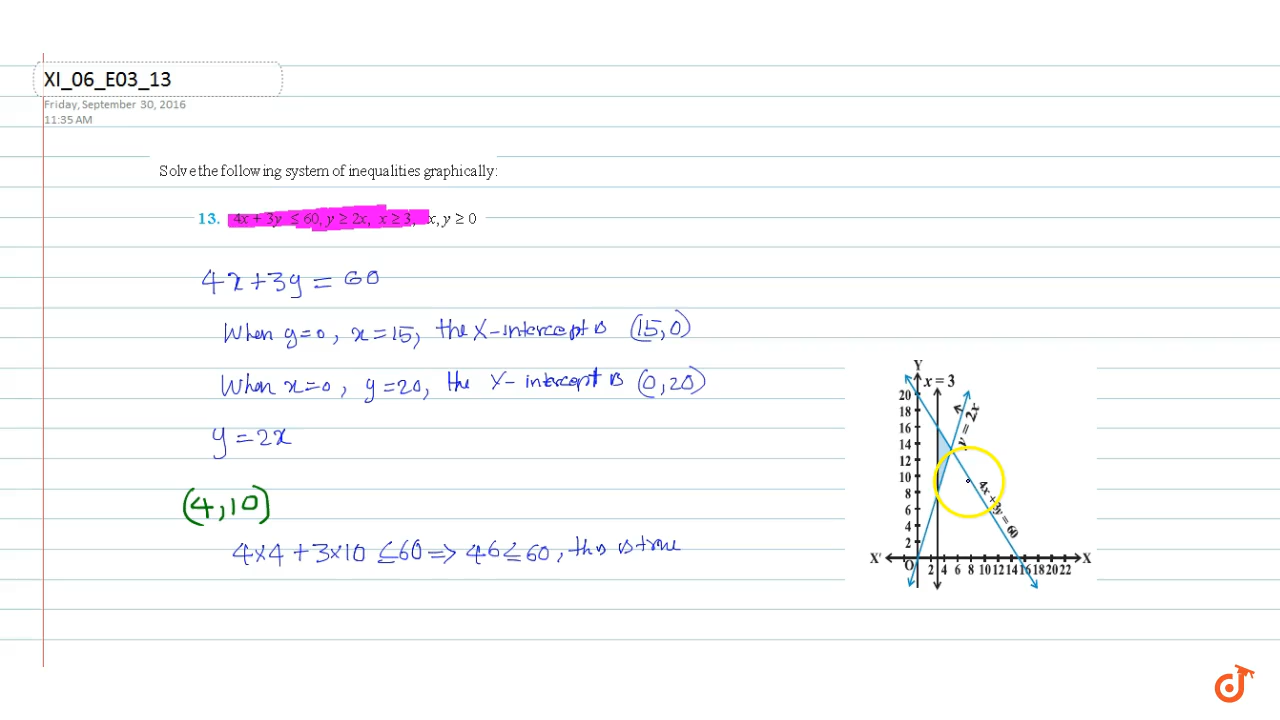 XI_06_E03_13
Friday, September 30, 2016
11:35 AM
Solve the following system of inequalities graphically:
13. 4x + 3y ≤ 60, y ≥ 2x, x ≥ 3, x, y ≥ 0
4x + 3y = 60
When y=0, x=15, the X-intercept is (15,0)
When x=0, y=20, the Y-intercept is (0,20)
y = 2x
(4,10)
4×4 + 3×10 ≤ 60 => 46 ≤ 60, this is true
Y
x = 3
y = 2x
4x + 3y = 60
20
18
16
14
12
10
8
6
4
2
X'
O
2 4 6 8 10 12 14 16 18 20 22
X